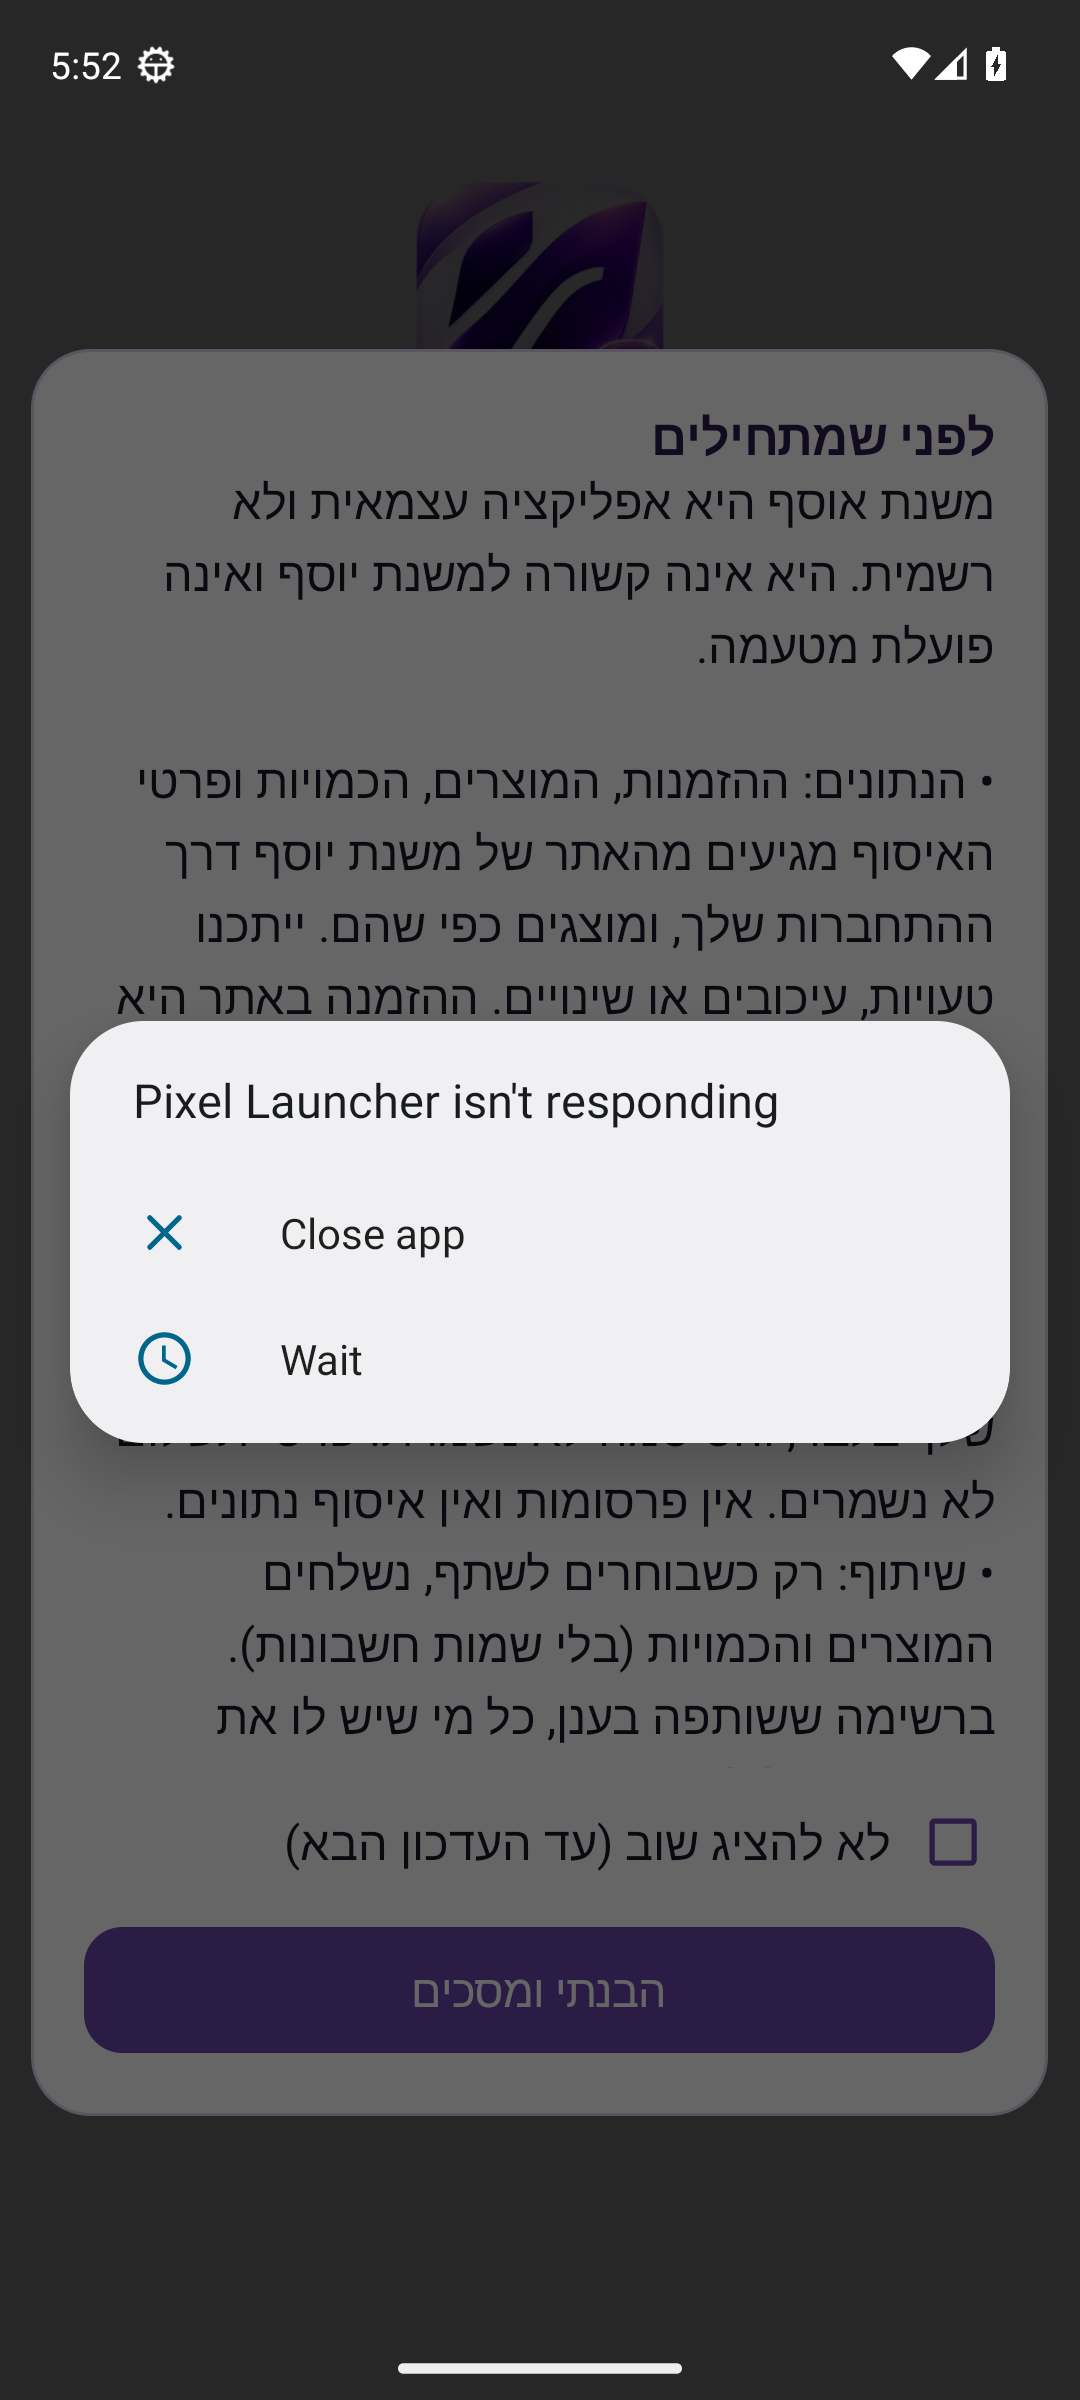 5:52
לפני שמתחילים
משנת אוסף היא אפליקציה עצמאית ולא
רשמית. היא אינה קשורה למשנת יוסף ואינה
פועלת מטעמה.
• הנתונים: ההזמנות, המוצרים, הכמויות ופרטי
האיסוף מגיעים מהאתר של משנת יוסף דרך
ההתחברות שלך, ומוצגים כפי שהם. ייתכנו
טעויות, עיכובים או שינויים. ההזמנה באתר היא
Pixel Launcher isn't responding
Close app
Wait
לא נשמרים. אין פרסומות ואין איסוף נתונים.
• שיתוף: רק כשבוחרים לשתף, נשלחים
המוצרים והכמויות (בלי שמות חשבונות).
ברשימה ששותפה בענן, כל מי שיש לו את
לא להציג שוב (עד העדכון הבא)
הבנתי ומסכים